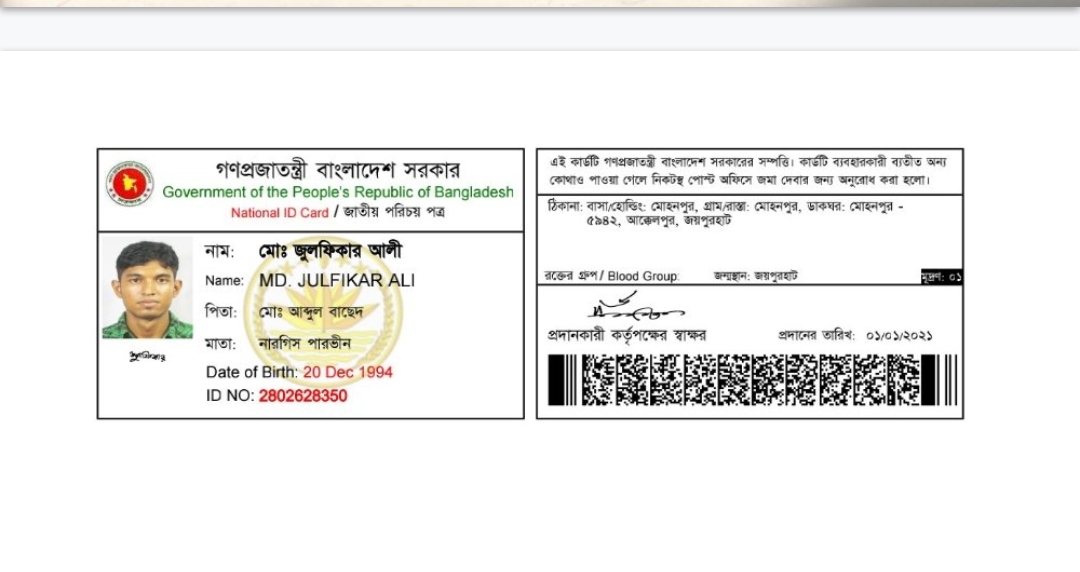 গণপ্রজাতন্ত্রী বাংলাদেশ সরকার
Government of the People's Republic of Bangladesh
National ID Card / জাতীয় পরিচয় পত্র
নাম: মোঃ জুলফিকার আলী
Name: MD. JULFIKAR ALI
পিতা: মোঃ আব্দুল বাছেদ
মাতা: নারগিস পারভীন
Date of Birth: 20 Dec 1994
ID NO: 2802628350
এই কার্ডটি গণপ্রজাতন্ত্রী বাংলাদেশ সরকারের সম্পত্তি। কার্ডটি ব্যবহারকারী ব্যতীত অন্য
কোথাও পাওয়া গেলে নিকটস্থ পোস্ট অফিসে জমা দেবার জন্য অনুরোধ করা হলো।
ঠিকানা: বাসা/হোল্ডিং: মোহনপুর, গ্রাম/রাস্তা: মোহনপুর, ডাকঘর: মোহনপুর -
৫৯৪২, আক্কেলপুর, জয়পুরহাট
রক্তের গ্রুপ / Blood Group: জন্মস্থান: জয়পুরহাট মুদ্রণ: ০১
প্রদানকারী কর্তৃপক্ষের স্বাক্ষর প্রদানের তারিখ: ০১/০১/২০২১